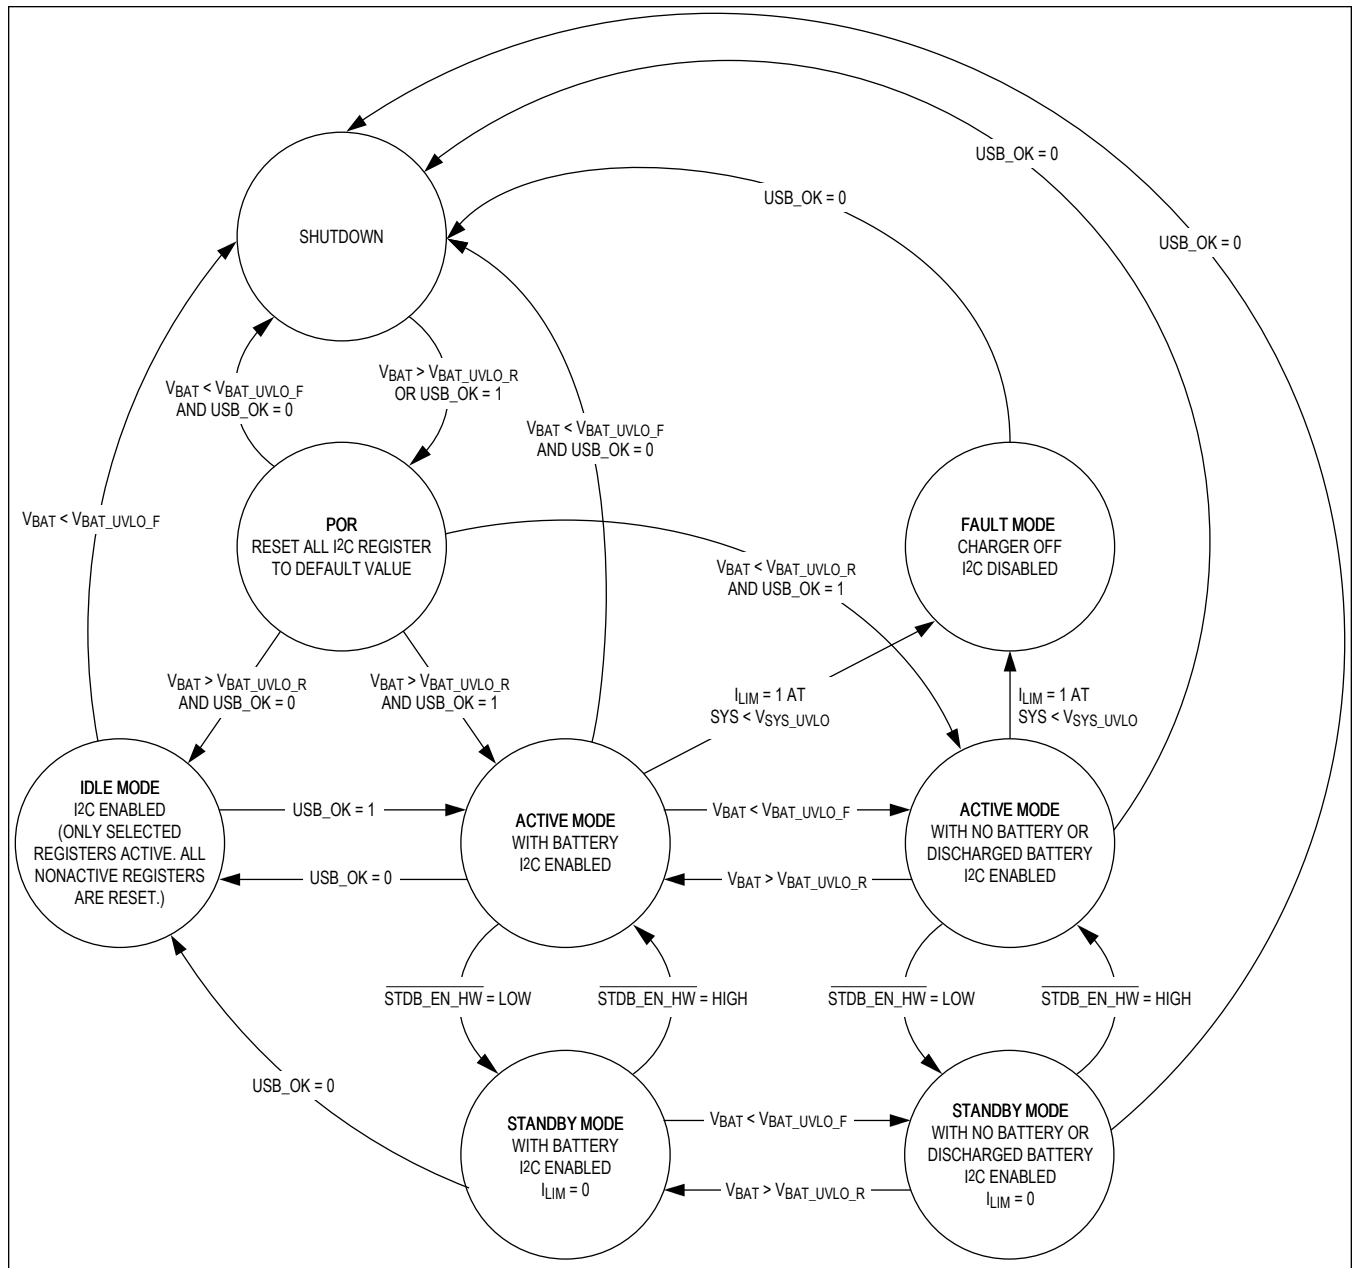 USB_OK = 0
USB_OK = 0
USB_OK = 0
SHUTDOWN
VBAT < VBAT_UVLO_F
AND USB_OK = 0
VBAT > VBAT_UVLO_R
OR USB_OK = 1
VBAT < VBAT_UVLO_F
AND USB_OK = 0
VBAT < VBAT_UVLO_F
POR
RESET ALL I2C REGISTER
TO DEFAULT VALUE
FAULT MODE
CHARGER OFF
I2C DISABLED
VBAT < VBAT_UVLO_R
AND USB_OK = 1
VBAT > VBAT_UVLO_R
AND USB_OK = 0
VBAT > VBAT_UVLO_R
AND USB_OK = 1
ILIM = 1 AT
SYS < VSYS_UVLO
ILIM = 1 AT
SYS < VSYS_UVLO
IDLE MODE
I2C ENABLED
(ONLY SELECTED
REGISTERS ACTIVE. ALL
NONACTIVE REGISTERS
ARE RESET.)
USB_OK = 1
USB_OK = 0
ACTIVE MODE
WITH BATTERY
I2C ENABLED
VBAT < VBAT_UVLO_F
VBAT > VBAT_UVLO_R
ACTIVE MODE
WITH NO BATTERY OR
DISCHARGED BATTERY
I2C ENABLED
STDB_EN_HW = LOW
STDB_EN_HW = HIGH
STDB_EN_HW = LOW
STDB_EN_HW = HIGH
USB_OK = 0
STANDBY MODE
WITH BATTERY
I2C ENABLED
ILIM = 0
VBAT < VBAT_UVLO_F
VBAT > VBAT_UVLO_R
STANDBY MODE
WITH NO BATTERY OR
DISCHARGED BATTERY
I2C ENABLED
ILIM = 0